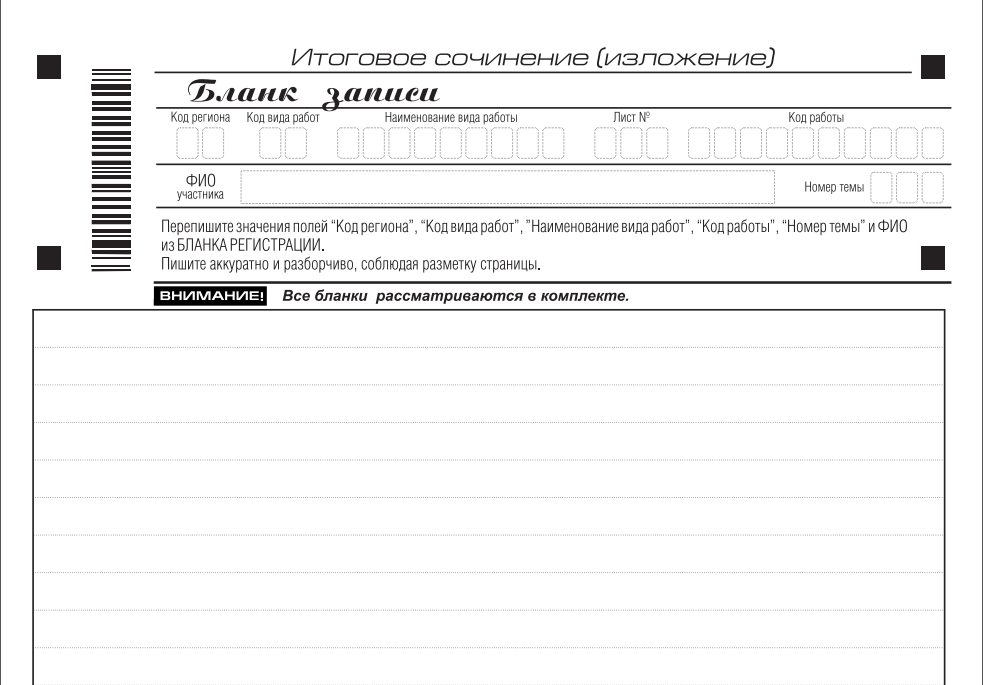 Итоговое сочинение (изложение)
Бланк записи
Код региона Код вида работ Наименование вида работы Лист № Код работы
ФИО участника Номер темы
Перепишите значения полей “Код региона”, “Код вида работ”, ”Наименование вида работ”, “Код работы”, “Номер темы” и ФИО
из БЛАНКА РЕГИСТРАЦИИ.
Пишите аккуратно и разборчиво, соблюдая разметку страницы.
ВНИМАНИЕ! Все бланки рассматриваются в комплекте.